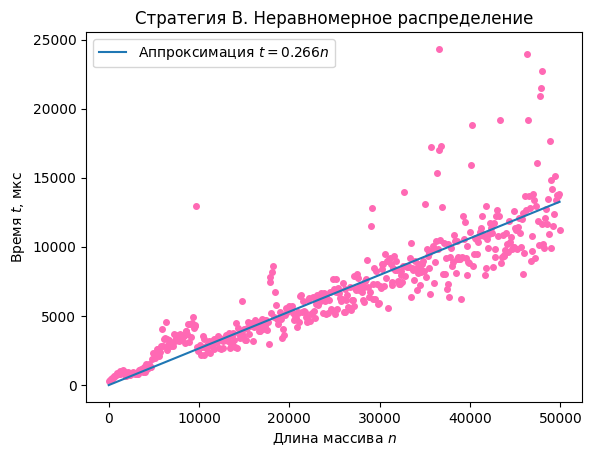 Стратегия B. Неравномерное распределение
Аппроксимация t = 0.266n
Время t, мкс
25000
20000
15000
10000
5000
0
0 10000 20000 30000 40000 50000
Длина массива n